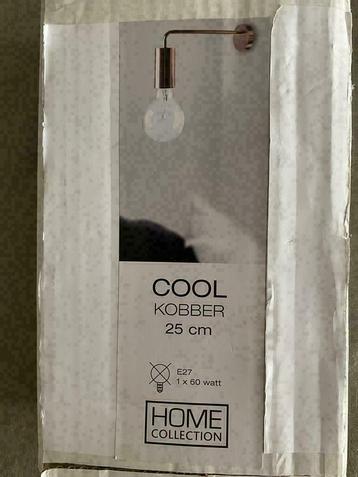 COOL
KOBBER
25 cm
E27
1 x 60 watt
HOME
COLLECTION